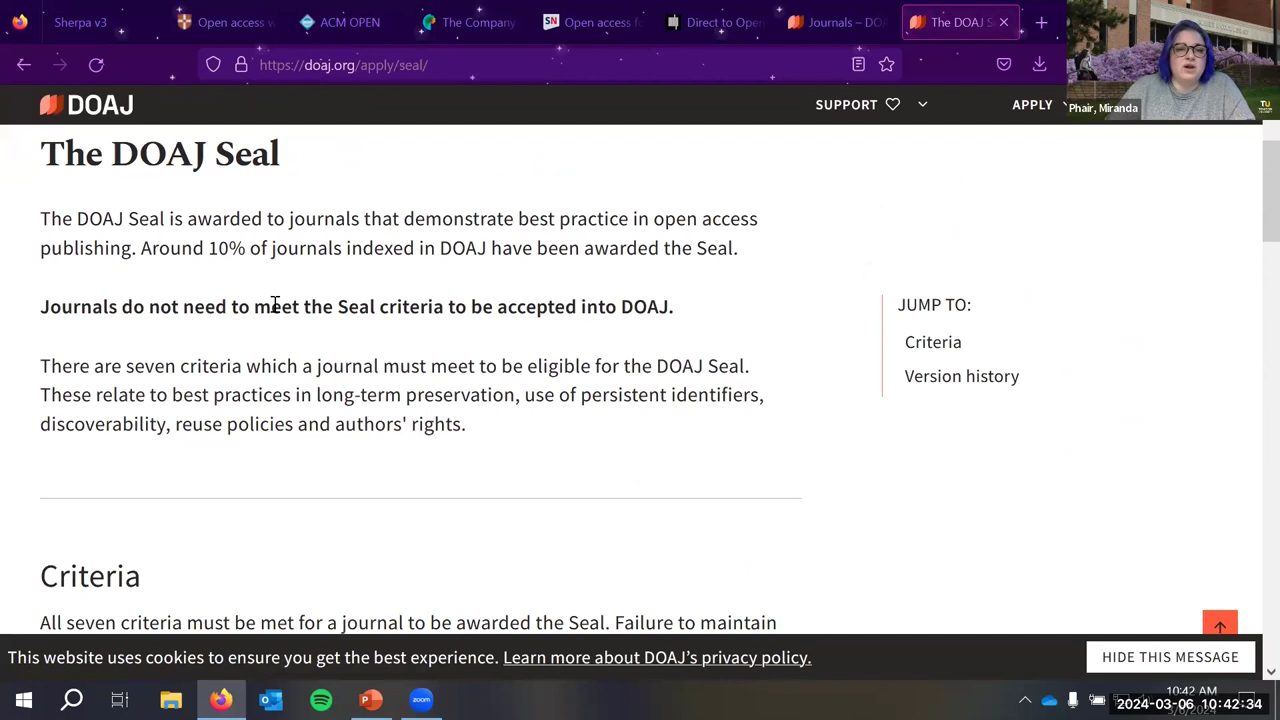 Sherpa v3
Open access w
ACM OPEN
The Company
SN
Open access fo
Direct to Open
Journals – DOA
The DOAJ S
https://doaj.org/apply/seal/
Phair, Miranda
TU
DOAJ
SUPPORT
APPLY
The DOAJ Seal
The DOAJ Seal is awarded to journals that demonstrate best practice in open access
publishing. Around 10% of journals indexed in DOAJ have been awarded the Seal.
Journals do not need to meet the Seal criteria to be accepted into DOAJ.
JUMP TO:
Criteria
Version history
There are seven criteria which a journal must meet to be eligible for the DOAJ Seal.
These relate to best practices in long-term preservation, use of persistent identifiers,
discoverability, reuse policies and authors' rights.
Criteria
All seven criteria must be met for a journal to be awarded the Seal. Failure to maintain
This website uses cookies to ensure you get the best experience. Learn more about DOAJ's privacy policy.
HIDE THIS MESSAGE
10:42 AM
2024-03-06 10:42:34